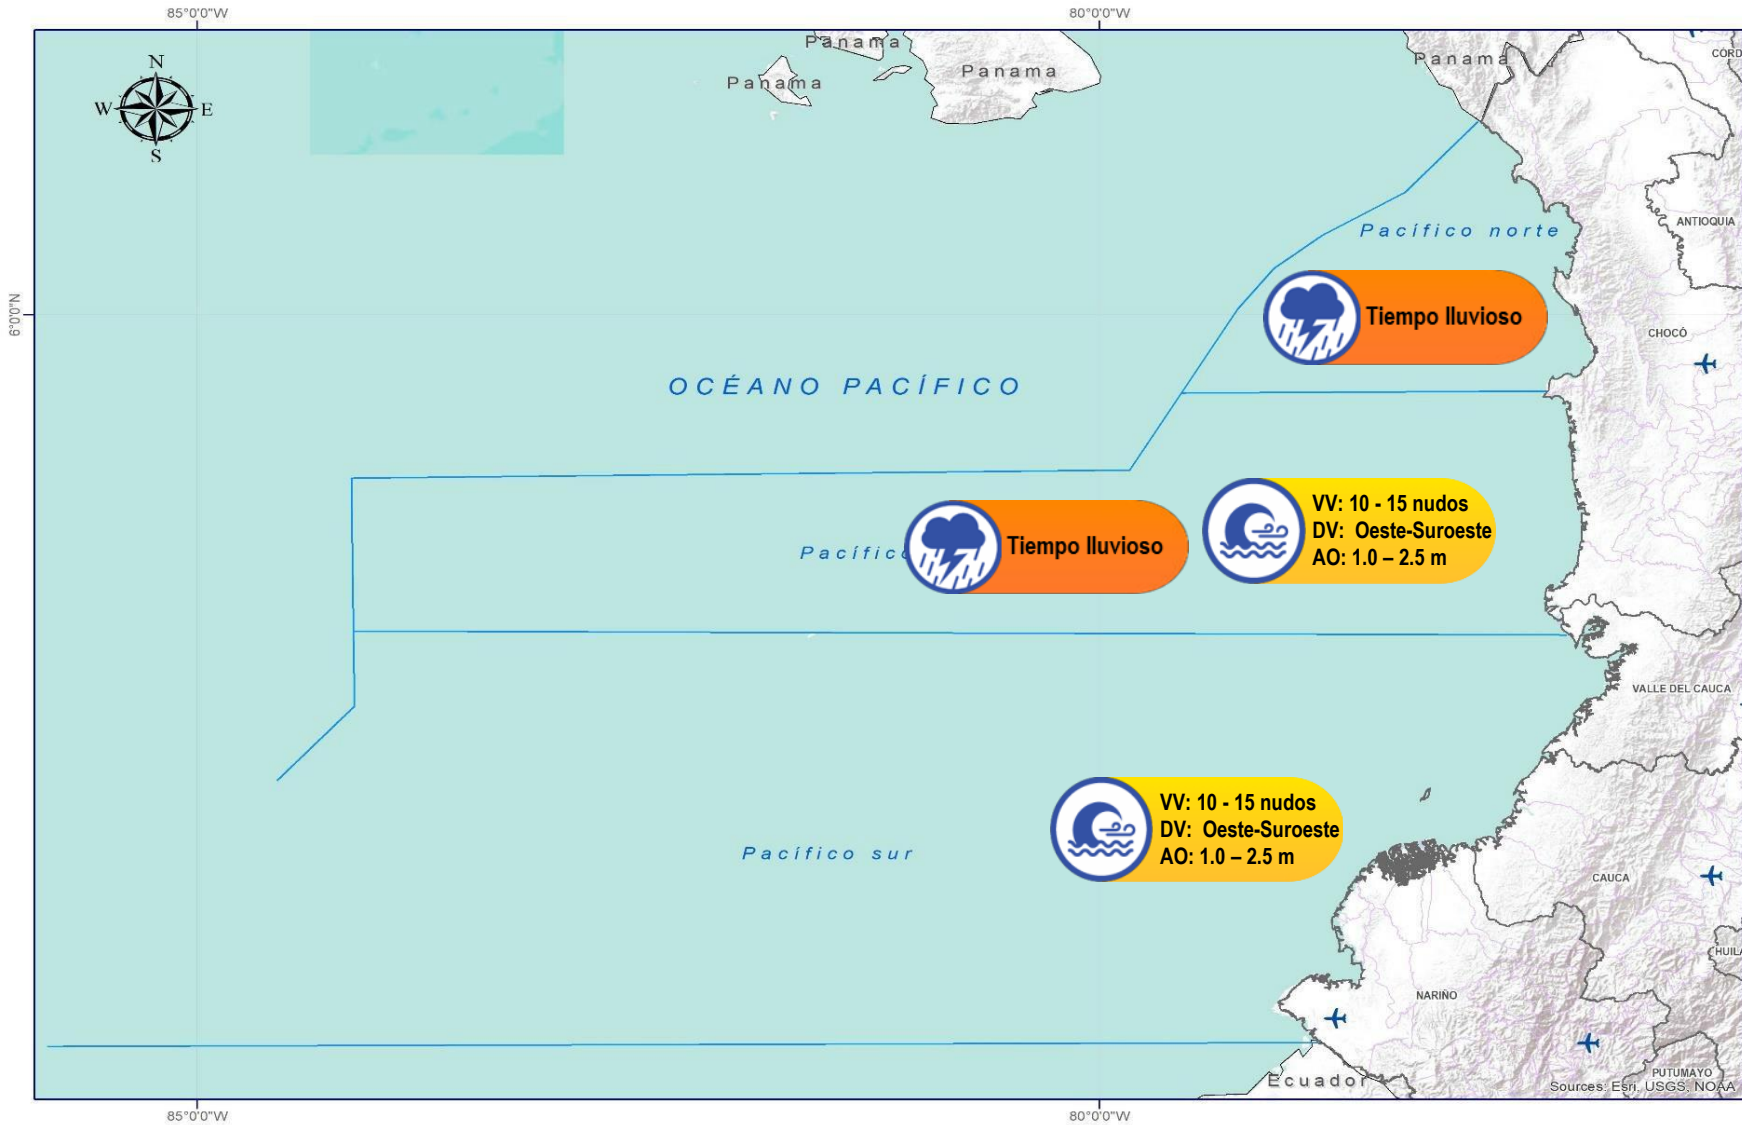 85°0'0"W
80°0'0"W
N
W
E
S
Panama
Panama
Panama
Panama
CÓRD
ANTIOQUIA
Pacífico norte
6°0'0"N
Tiempo lluvioso
CHOCÓ
OCÉANO PACÍFICO
VV: 10 - 15 nudos
DV: Oeste-Suroeste
AO: 1.0 – 2.5 m
Pacífico
Tiempo lluvioso
VALLE DEL CAUCA
VV: 10 - 15 nudos
DV: Oeste-Suroeste
AO: 1.0 – 2.5 m
Pacífico sur
CAUCA
HUILA
NARIÑO
PUTUMAYO
Ecuador
Sources: Esri, USGS, NOAA
85°0'0"W
80°0'0"W